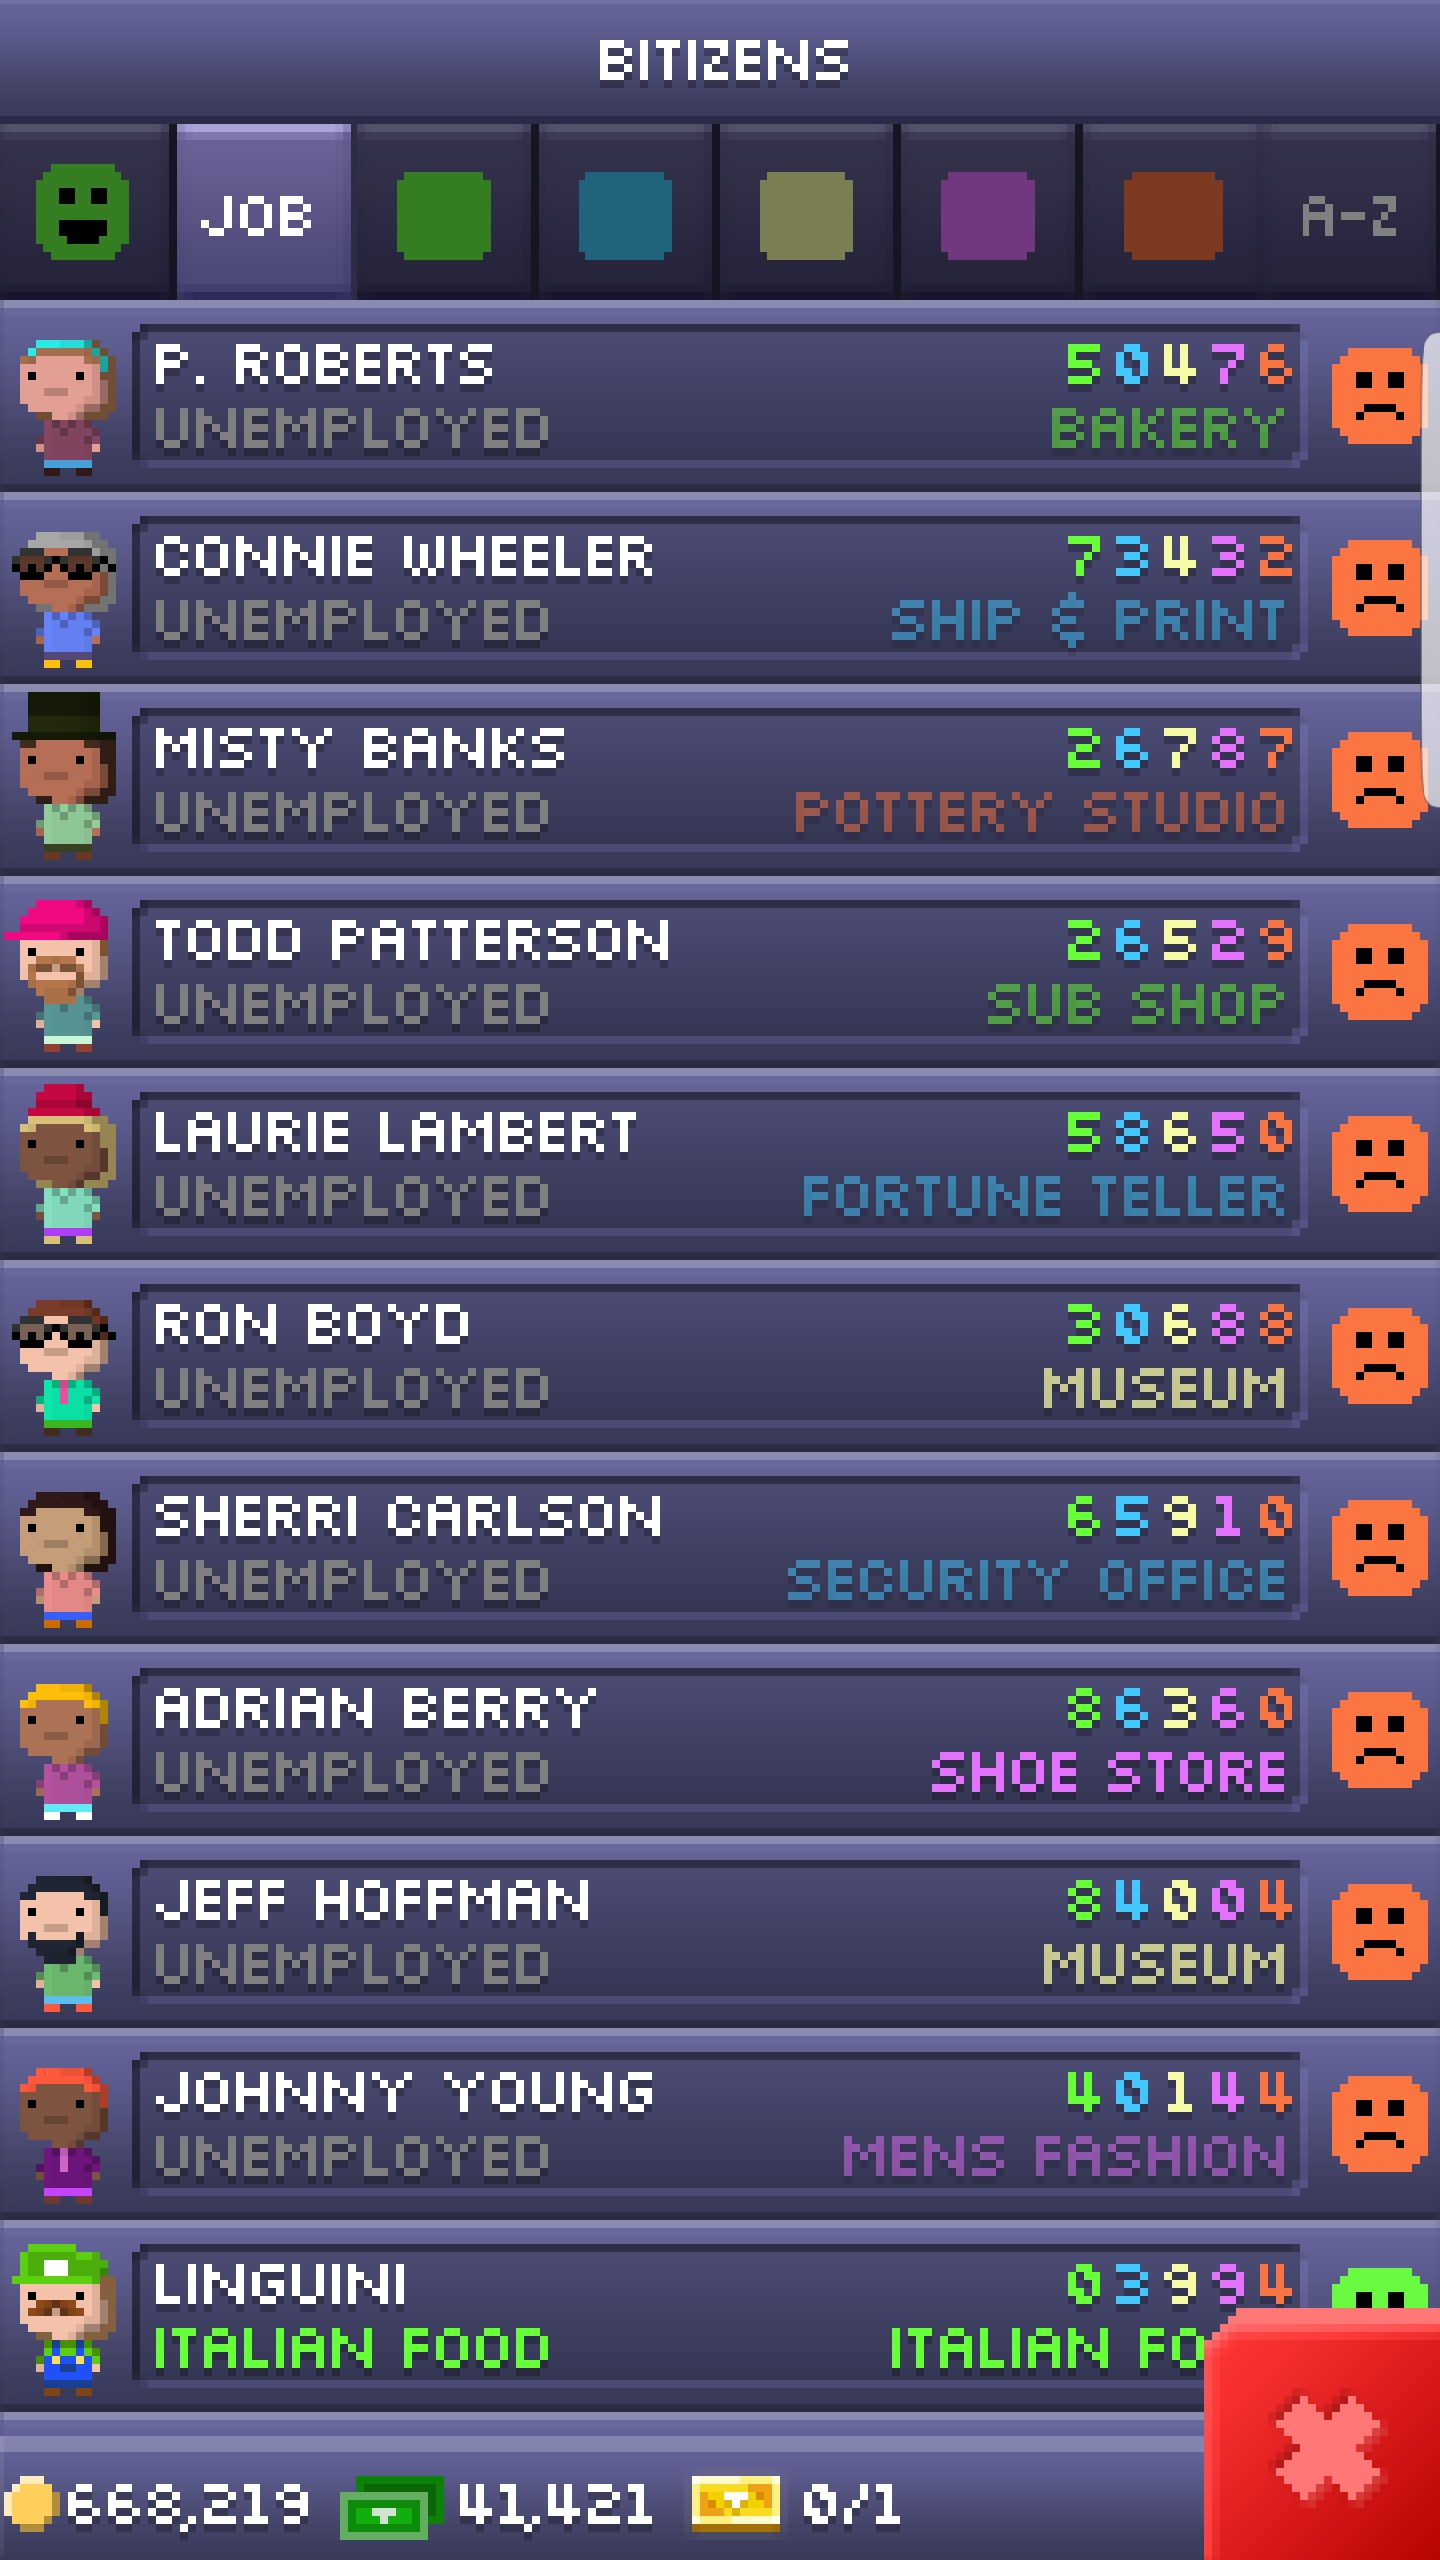 BITIZENS
JOB
A-Z
P. ROBERTS 50476
UNEMPLOYED BAKERY
CONNIE WHEELER 73432
UNEMPLOYED SHIP & PRINT
MISTY BANKS 26787
UNEMPLOYED POTTERY STUDIO
TODD PATTERSON 26529
UNEMPLOYED SUB SHOP
LAURIE LAMBERT 58650
UNEMPLOYED FORTUNE TELLER
RON BOYD 30688
UNEMPLOYED MUSEUM
SHERRI CARLSON 65910
UNEMPLOYED SECURITY OFFICE
ADRIAN BERRY 86360
UNEMPLOYED SHOE STORE
JEFF HOFFMAN 84004
UNEMPLOYED MUSEUM
JOHNNY YOUNG 40144
UNEMPLOYED MENS FASHION
LINGUINI 03994
ITALIAN FOOD ITALIAN FO
668,219 41,421 0/1